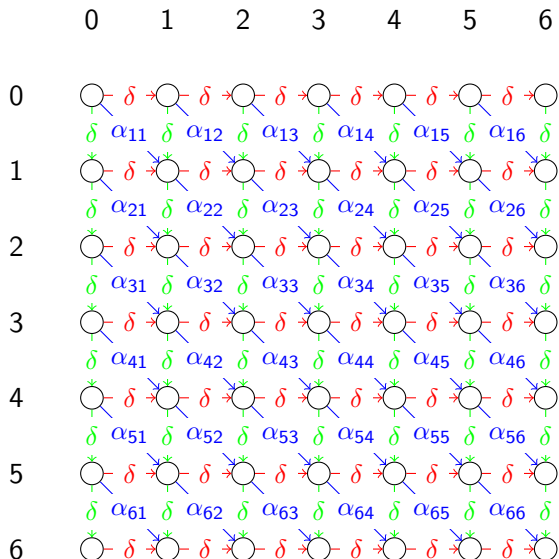 0 1 2 3 4 5 6
0 δ δ δ δ δ δ
δ α11 δ α12 δ α13 δ α14 δ α15 δ α16 δ
1 δ δ δ δ δ δ
δ α21 δ α22 δ α23 δ α24 δ α25 δ α26 δ
2 δ δ δ δ δ δ
δ α31 δ α32 δ α33 δ α34 δ α35 δ α36 δ
3 δ δ δ δ δ δ
δ α41 δ α42 δ α43 δ α44 δ α45 δ α46 δ
4 δ δ δ δ δ δ
δ α51 δ α52 δ α53 δ α54 δ α55 δ α56 δ
5 δ δ δ δ δ δ
δ α61 δ α62 δ α63 δ α64 δ α65 δ α66 δ
6 δ δ δ δ δ δ